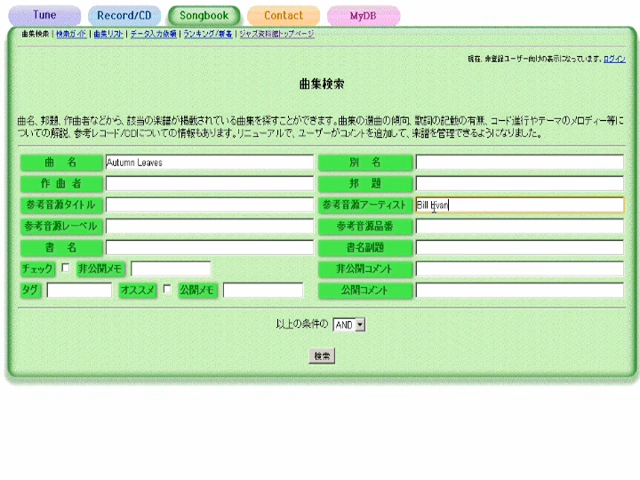 Tune Record/CD Songbook Contact MyDB
曲集検索 | 検索ガイド | 曲集リスト | データ入力依頼 | ランキング/新着 | ジャズ資料館トップページ
現在、非登録ユーザー向けの表示になっています。ログイン
曲集検索
曲名、邦題、作曲者などから、該当の楽譜が掲載されている曲集を探すことができます。曲集の選曲の傾向、歌詞の記載の有無、コード進行やテーマのメロディー等に
ついての解説、参考レコード/CDについての情報もあります。リニューアルで、ユーザーがコメントを追加して、楽譜を管理できるようになりました。
曲 名 Autumn Leaves 別 名
作 曲 者 邦 題
参考音源タイトル 参考音源アーティスト Bill Evan
参考音源レーベル 参考音源品番
書 名 書名副題
チェック 非公開メモ 非公開コメント
タグ オススメ 公開メモ 公開コメント
以上の条件の AND
検索